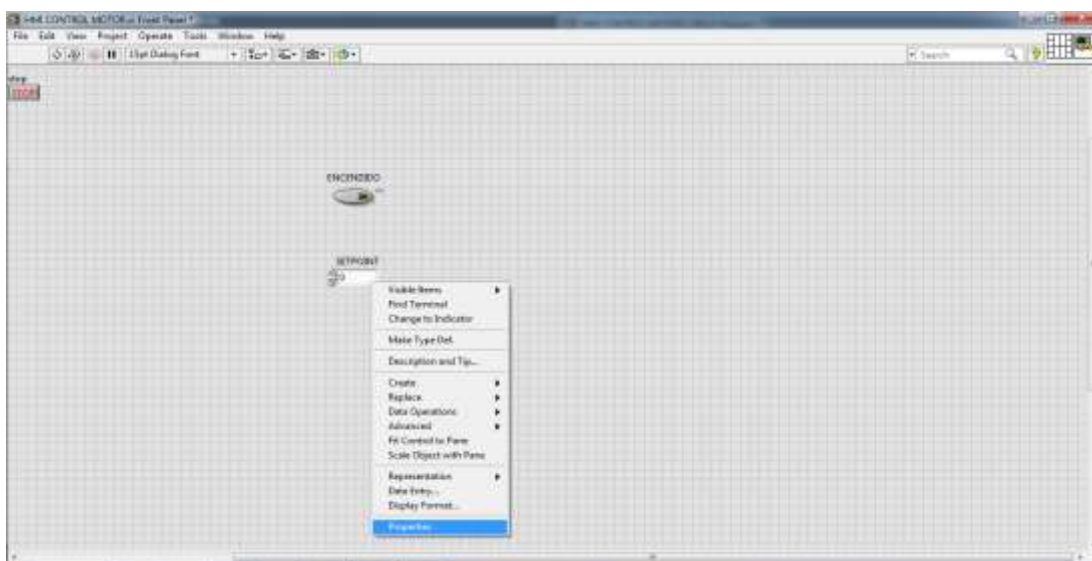 HMI CONTROL MOTOR.vi Front Panel *
File Edit View Project Operate Tools Window Help
15pt Dialog Font
Search
stop
STOP
ENCENDIDO
SETPOINT
0
Visible Items
Find Terminal
Change to Indicator
Make Type Def.
Description and Tip...
Create
Replace
Data Operations
Advanced
Fit Control to Pane
Scale Object with Pane
Representation
Data Entry...
Display Format...
Properties